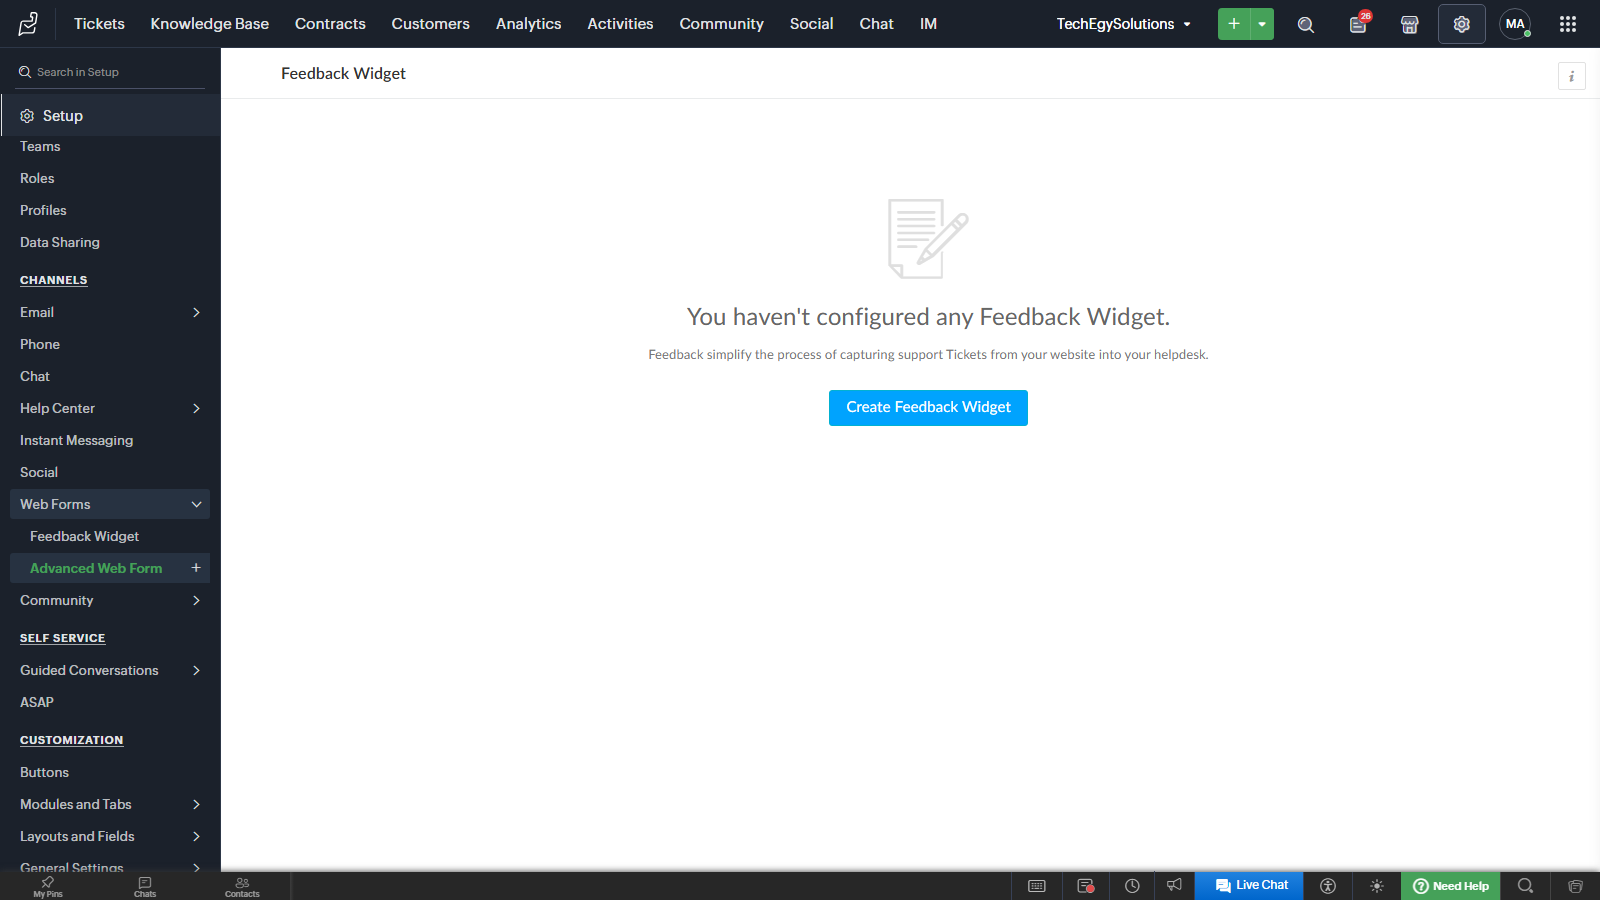 Tickets Knowledge Base Contracts Customers Analytics Activities Community Social Chat IM TechEgySolutions 26 MA
Search in Setup
Feedback Widget
i
Setup
Teams
Roles
Profiles
Data Sharing
CHANNELS
Email
Phone
Chat
Help Center
Instant Messaging
Social
Web Forms
Feedback Widget
Advanced Web Form
Community
SELF SERVICE
Guided Conversations
ASAP
CUSTOMIZATION
Buttons
Modules and Tabs
Layouts and Fields
General Settings
You haven't configured any Feedback Widget.
Feedback simplify the process of capturing support Tickets from your website into your helpdesk.
Create Feedback Widget
My Pins Chats Contacts Live Chat Need Help